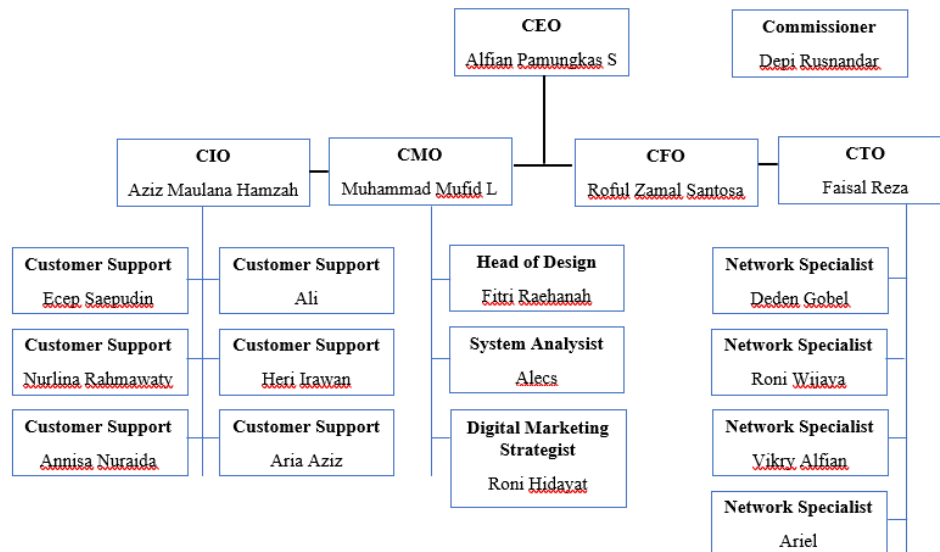 CEO
Alfian Pamungkas S
Commissioner
Depi Rusnandar
CIO
Aziz Maulana Hamzah
CMO
Muhammad Mufid L
CFO
Roful Zamal Santosa
CTO
Faisal Reza
Customer Support
Ecep Saepudin
Customer Support
Ali
Head of Design
Fitri Raehanah
Network Specialist
Deden Gobel
Customer Support
Nurlina Rahmawaty
Customer Support
Heri Irawan
System Analysist
Alecs
Network Specialist
Roni Wijaya
Customer Support
Annisa Nuraida
Customer Support
Aria Aziz
Digital Marketing
Strategist
Roni Hidayat
Network Specialist
Vikry Alfian
Network Specialist
Ariel